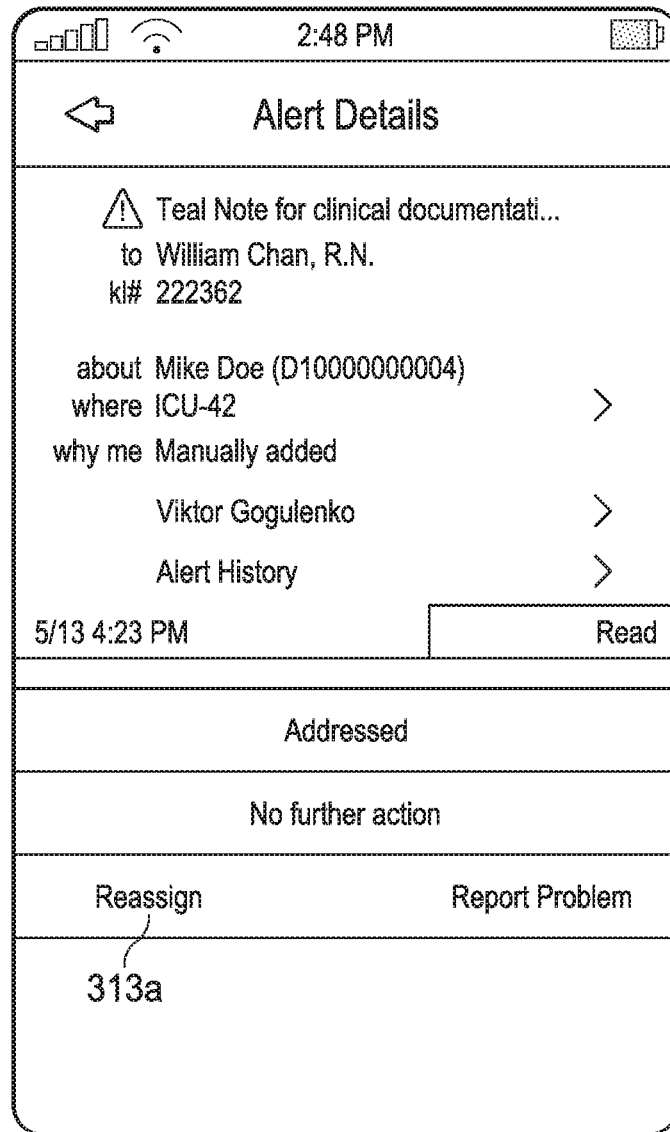 2:48 PM
Alert Details
Teal Note for clinical documentati...
to William Chan, R.N.
kl# 222362
about Mike Doe (D10000000004)
where ICU-42
why me Manually added
Viktor Gogulenko
Alert History
5/13 4:23 PM Read
Addressed
No further action
Reassign Report Problem
313a